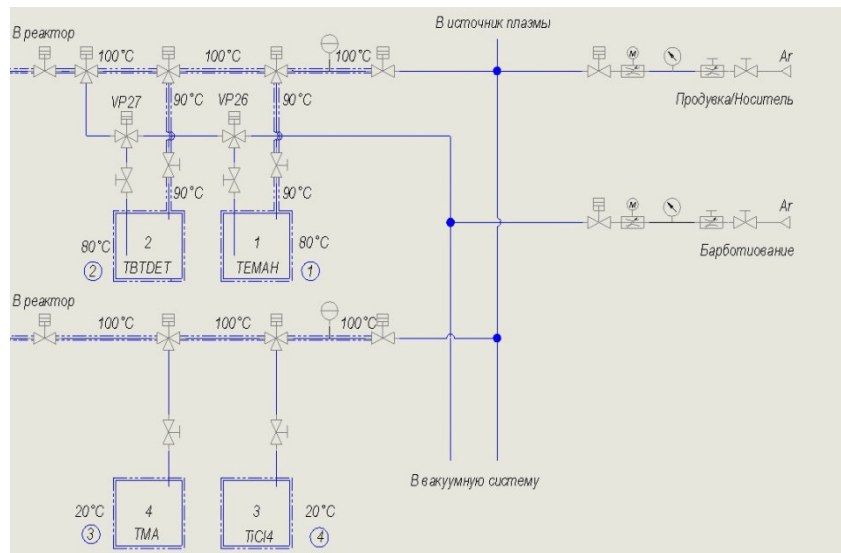 В реактор
В источник плазмы
100°C
100°C
100°C
M
Ar
Продувка/Носитель
90°C
90°C
VP27
VP26
90°C
90°C
M
Ar
Барботиование
80°C
2
TBTDET
2
1
TEMAH
80°C
1
В реактор
100°C
100°C
100°C
В вакуумную систему
20°C
4
TMA
3
3
TiCl4
20°C
4